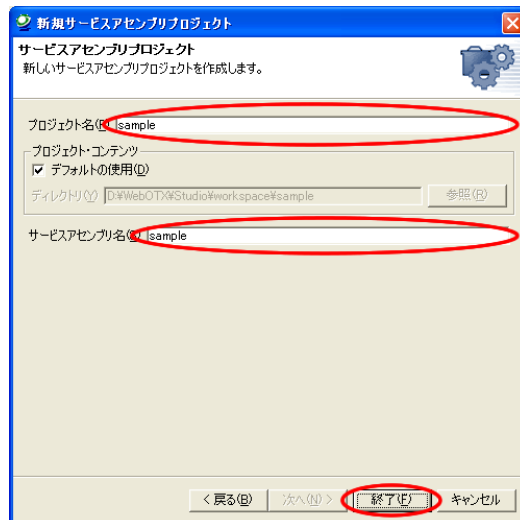 新規サービスアセンブリプロジェクト
サービスアセンブリプロジェクト
新しいサービスアセンブリプロジェクトを作成します。
プロジェクト名(P) sample
プロジェクト・コンテンツ
デフォルトの使用(D)
ディレクトリ(Y) D:¥WebOTX¥Studio¥workspace¥sample 参照(R)
サービスアセンブリ名( sample
< 戻る(B) 次へ(N) > 終了(F) キャンセル